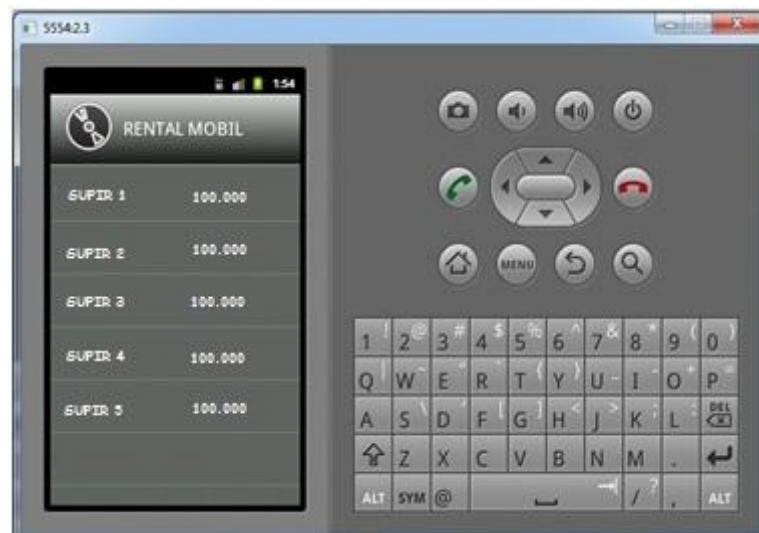 5554:2.3
1:54
RENTAL MOBIL
SUPIR 1 100.000
SUPIR 2 100.000
SUPIR 3 100.000
SUPIR 4 100.000
SUPIR 5 100.000
MENU
1 ! 2 @ 3 # 4 $ 5 % 6 ^ 7 & 8 * 9 ( 0 )
Q W E R T Y U I O P
A S D F G H J K L DEL
Z X C V B N M .
ALT SYM @ / ? , ALT